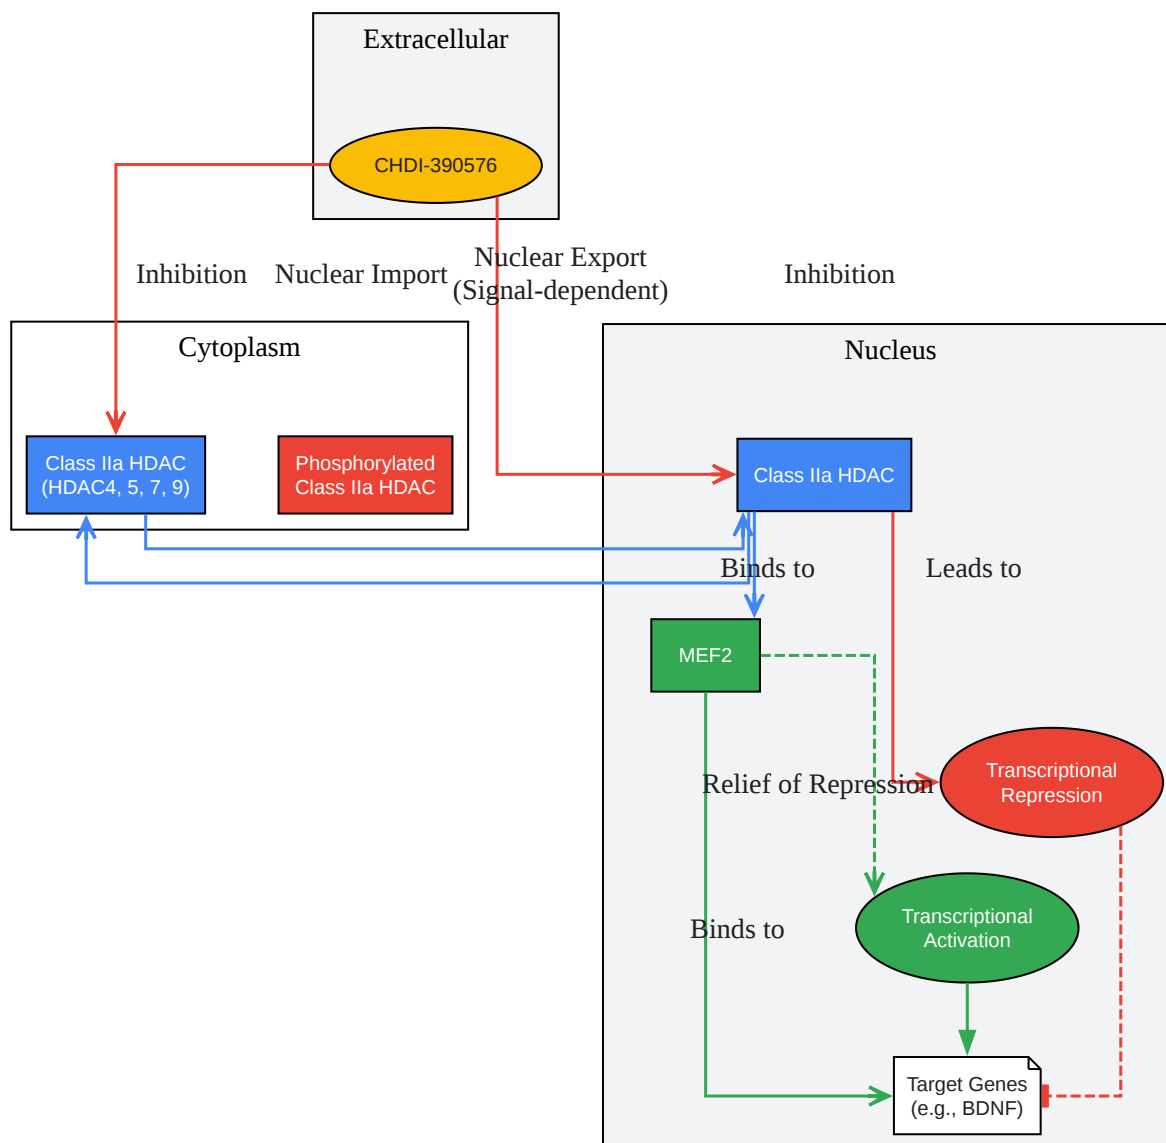 Extracellular
CHDI-390576
Inhibition
Nuclear Import
Nuclear Export
(Signal-dependent)
Inhibition
Cytoplasm
Nucleus
Class IIa HDAC
(HDAC4, 5, 7, 9)
Phosphorylated
Class IIa HDAC
Class IIa HDAC
Binds to
Leads to
MEF2
Relief of Repression
Transcriptional
Repression
Binds to
Transcriptional
Activation
Target Genes
(e.g., BDNF)